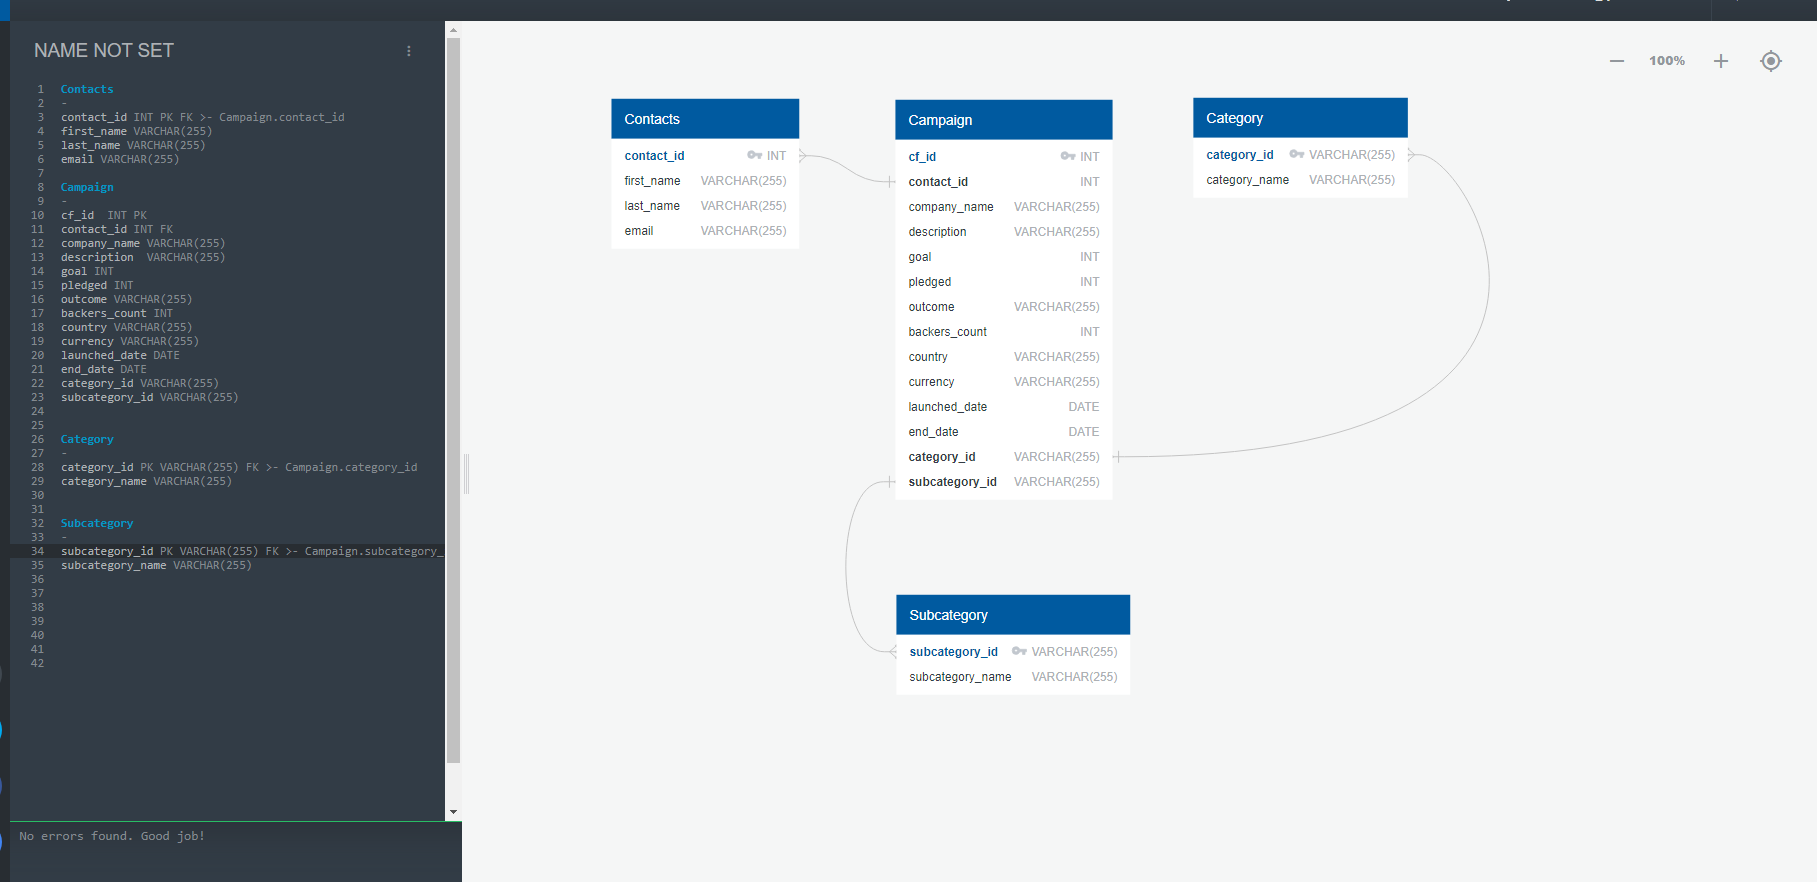 NAME NOT SET
1 Contacts
2 -
3 contact_id INT PK FK >- Campaign.contact_id
4 first_name VARCHAR(255)
5 last_name VARCHAR(255)
6 email VARCHAR(255)
7
8 Campaign
9 -
10 cf_id  INT PK
11 contact_id INT FK
12 company_name VARCHAR(255)
13 description  VARCHAR(255)
14 goal INT
15 pledged INT
16 outcome VARCHAR(255)
17 backers_count INT
18 country VARCHAR(255)
19 currency VARCHAR(255)
20 launched_date DATE
21 end_date DATE
22 category_id VARCHAR(255)
23 subcategory_id VARCHAR(255)
24
25
26 Category
27 -
28 category_id PK VARCHAR(255) FK >- Campaign.category_id
29 category_name VARCHAR(255)
30
31
32 Subcategory
33 -
34 subcategory_id PK VARCHAR(255) FK >- Campaign.subcategory_
35 subcategory_name VARCHAR(255)
36
37
38
39
40
41
42
No errors found. Good job!
100%
Contacts
contact_id INT
first_name VARCHAR(255)
last_name VARCHAR(255)
email VARCHAR(255)
Campaign
cf_id INT
contact_id INT
company_name VARCHAR(255)
description VARCHAR(255)
goal INT
pledged INT
outcome VARCHAR(255)
backers_count INT
country VARCHAR(255)
currency VARCHAR(255)
launched_date DATE
end_date DATE
category_id VARCHAR(255)
subcategory_id VARCHAR(255)
Category
category_id VARCHAR(255)
category_name VARCHAR(255)
Subcategory
subcategory_id VARCHAR(255)
subcategory_name VARCHAR(255)